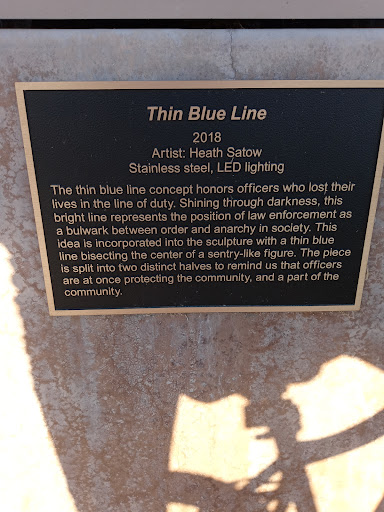 Thin Blue Line
2018
Artist: Heath Satow
Stainless steel, LED lighting
The thin blue line concept honors officers who lost their
lives in the line of duty. Shining through darkness, this
bright line represents the position of law enforcement as
a bulwark between order and anarchy in society. This
idea is incorporated into the sculpture with a thin blue
line bisecting the center of a sentry-like figure. The piece
is split into two distinct halves to remind us that officers
are at once protecting the community, and a part of the
community.